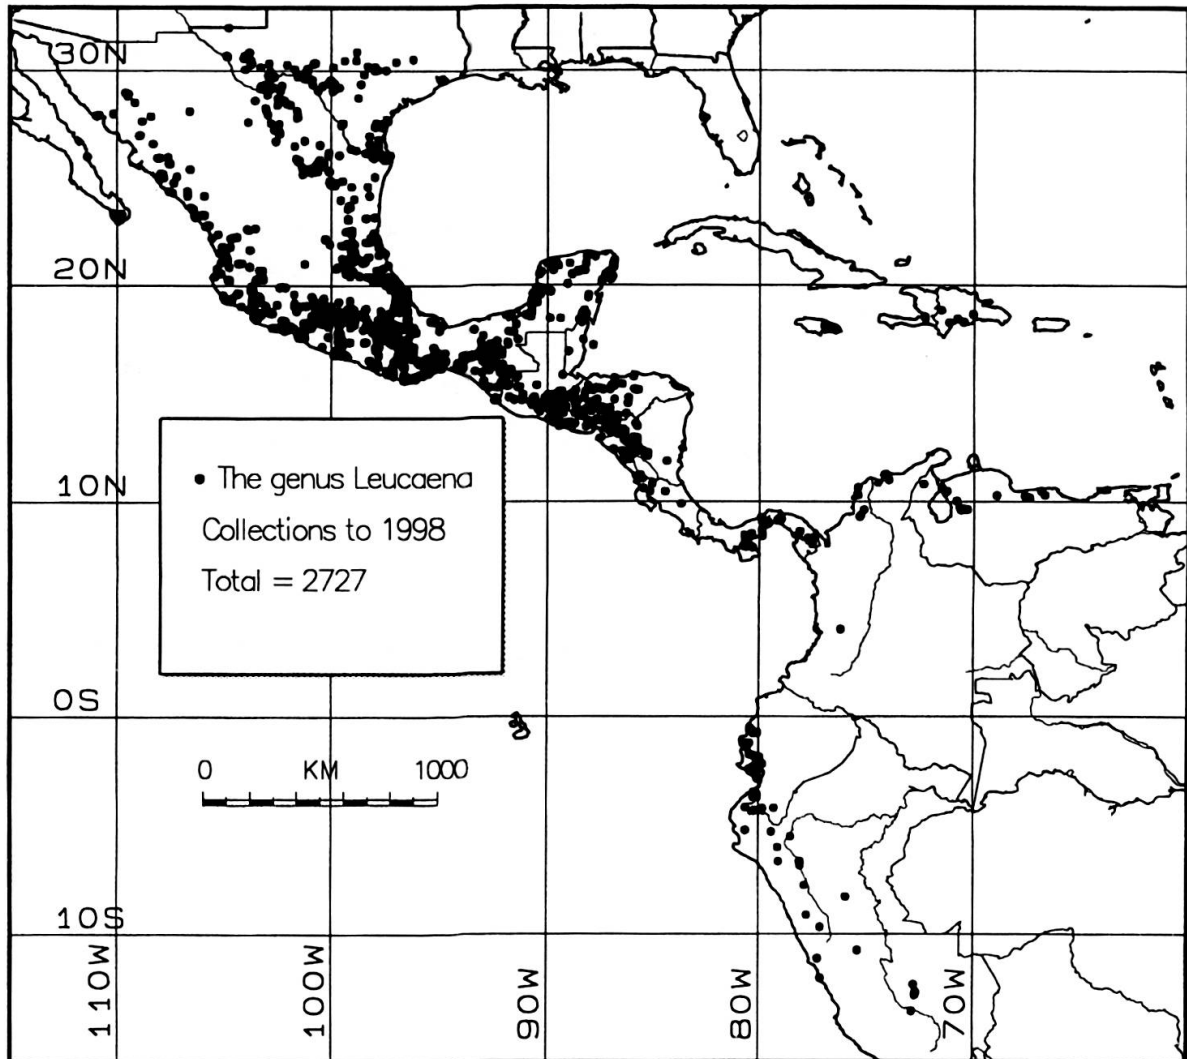 30N
20N
10N
• The genus Leucaena
Collections to 1998
Total = 2727
0S
0 KM 1000
10S
110W
100W
90W
80W
70W